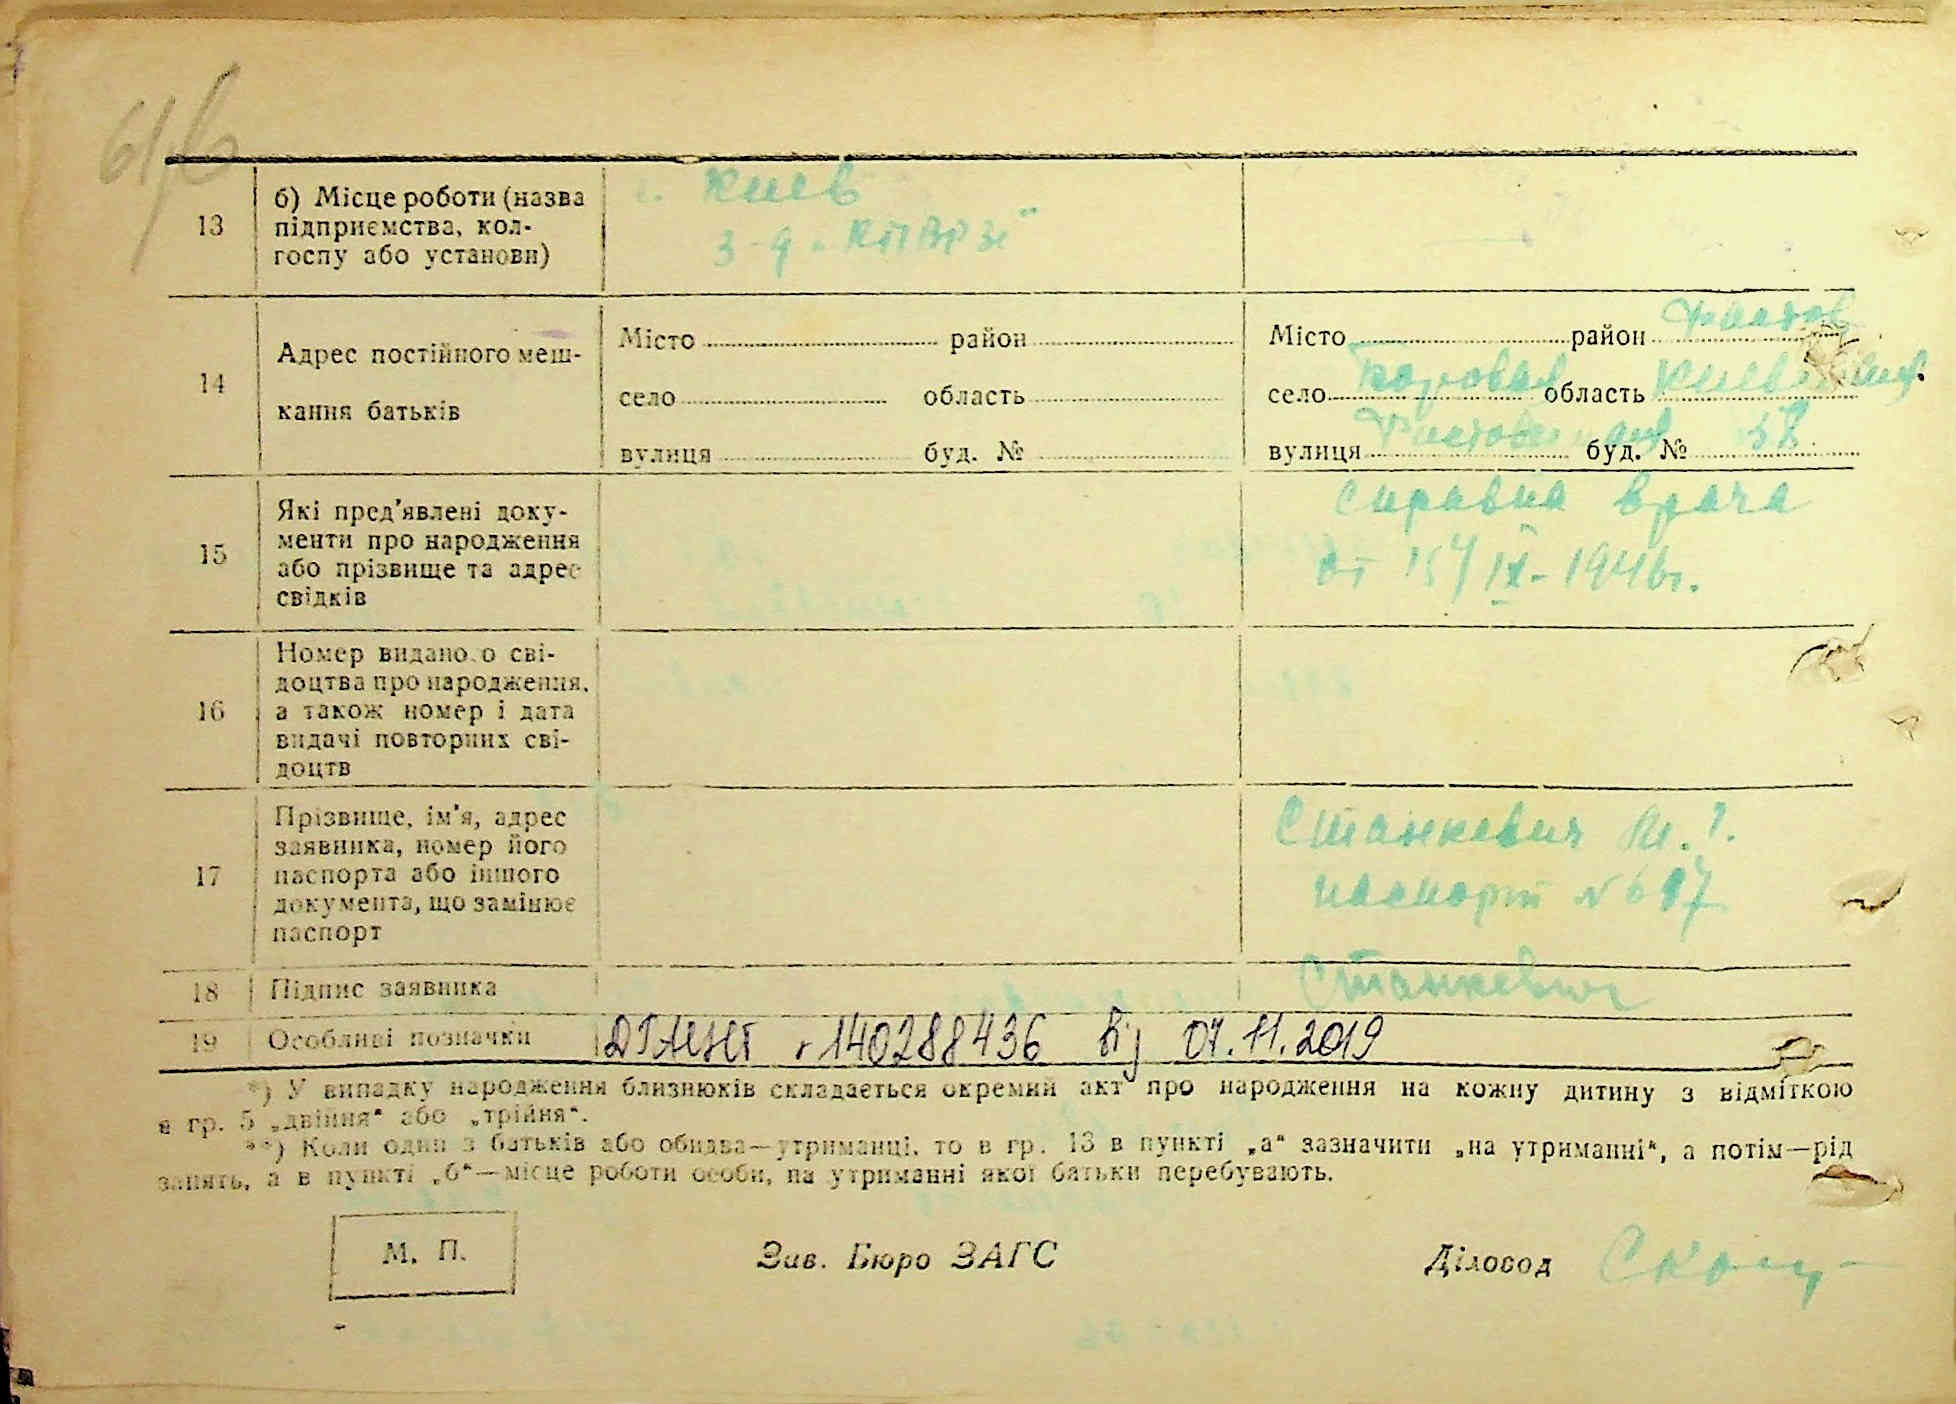 61/6
13
б) Місце роботи (назва
підприємства, кол-
госпу або установи)
г. Киев
3-д "КПВРЗ"
14
Адрес постійного меш-
кання батьків
Місто район
село область
вулиця буд. №
Місто район
село область
вулиця буд. № 58
15
Які пред'явлені доку-
менти про народження
або прізвище та адрес
свідків
Справка врача
от 15/IX-1946г.
16
Номер виданого сві-
доцтва про народження,
а також номер і дата
видачі повторних сві-
доцтв
17
Прізвище, ім'я, адрес
заявника, номер його
паспорта або іншого
документа, що замінює
паспорт
Станкевич М.
паспорт №
18
Підпис заявника
Станкевич
19
Особливі позначки
140288436 від 07.11.2019
*) У випадку народження близнюків складається окремий акт про народження на кожну дитину з відміткою
в гр. 5 „двійня“ або „трійня“.
**) Коли один з батьків або обидва—утриманці, то в гр. 13 в пункті „а“ зазначити „на утриманні“, а потім—рід
занять, а в пункті „б“—місце роботи особи, на утриманні якої батьки перебувають.
М. П.
Зав. Бюро ЗАГС
Діловод